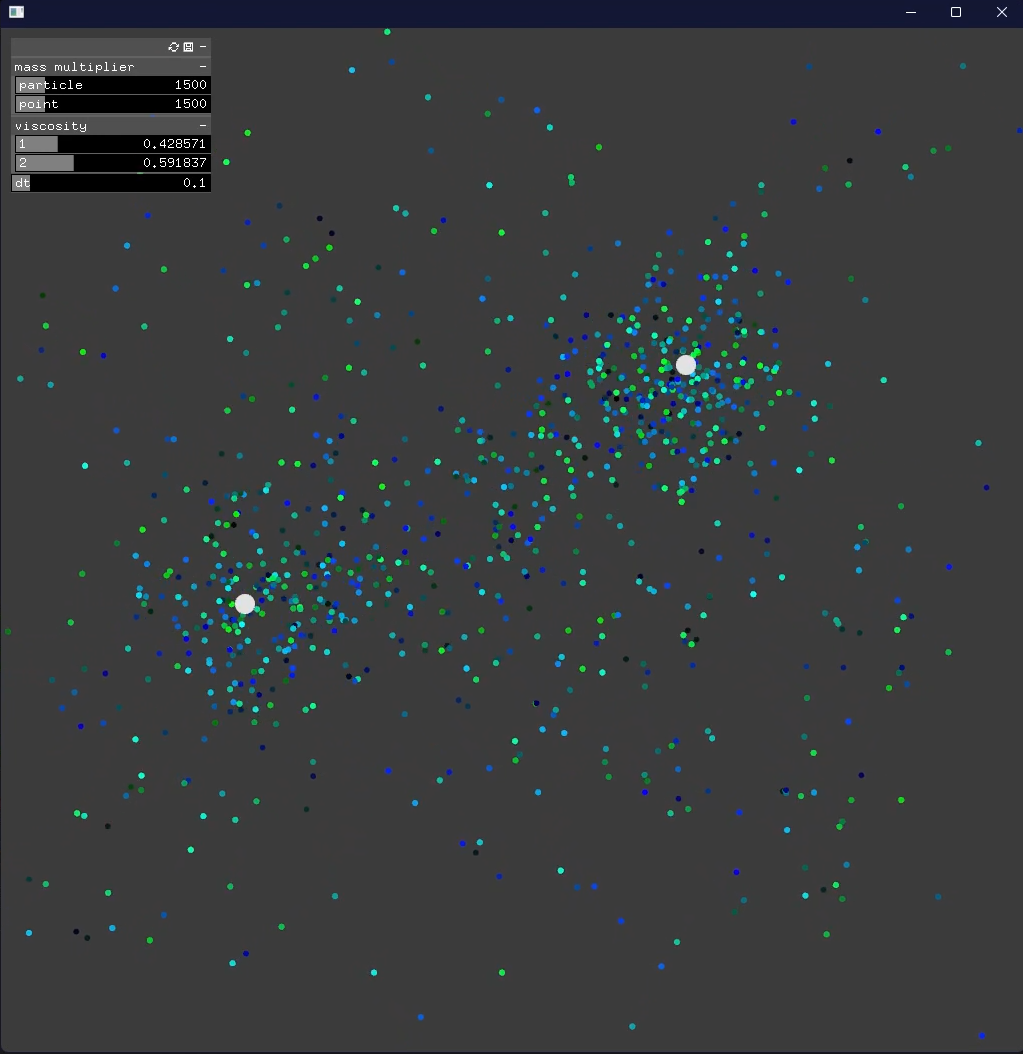 mass multiplier -
particle 1500
point 1500
viscosity -
1 0.428571
2 0.591837
dt 0.1